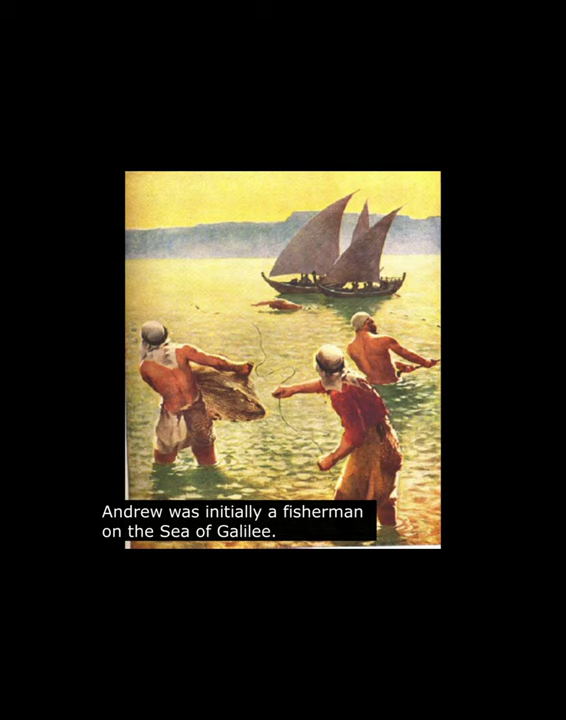 Andrew was initially a fisherman
on the Sea of Galilee.